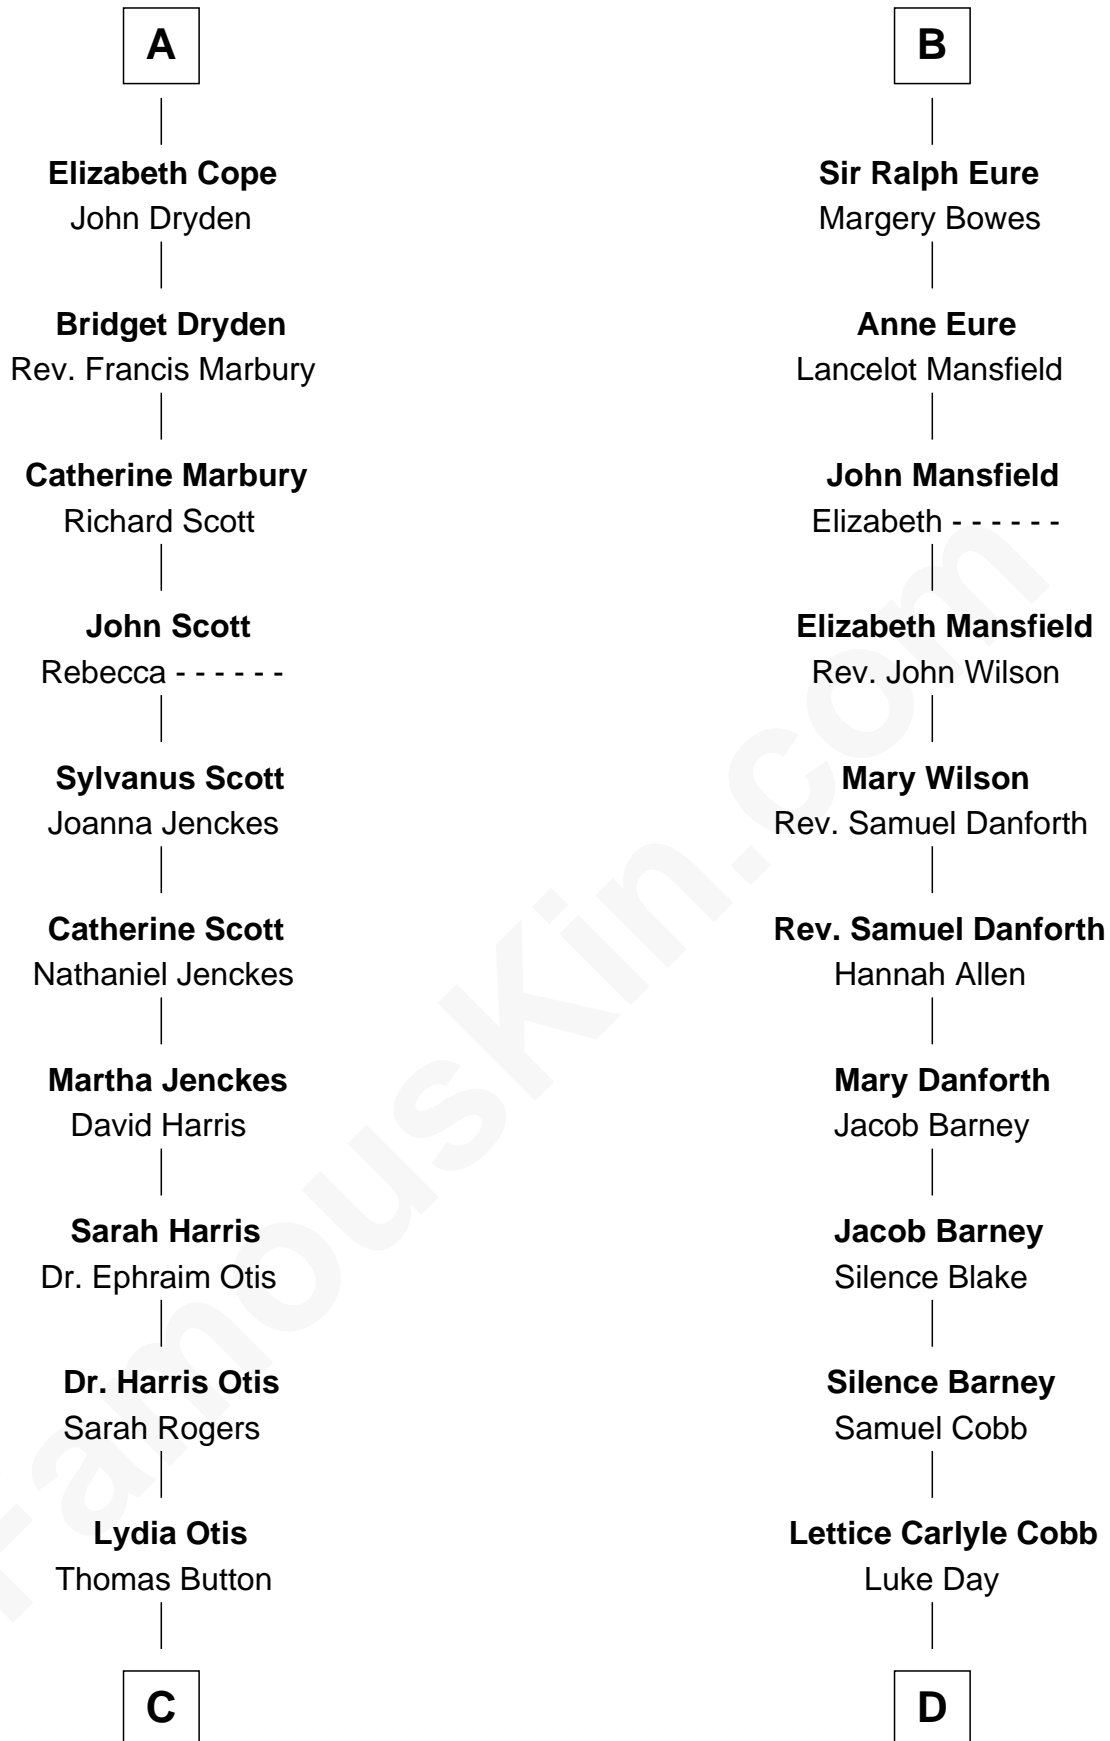 A
Elizabeth Cope
John Dryden
Bridget Dryden
Rev. Francis Marbury
Catherine Marbury
Richard Scott
John Scott
Rebecca - - - - - -
Sylvanus Scott
Joanna Jenckes
Catherine Scott
Nathaniel Jenckes
Martha Jenckes
David Harris
Sarah Harris
Dr. Ephraim Otis
Dr. Harris Otis
Sarah Rogers
Lydia Otis
Thomas Button
C
B
Sir Ralph Eure
Margery Bowes
Anne Eure
Lancelot Mansfield
John Mansfield
Elizabeth - - - - - -
Elizabeth Mansfield
Rev. John Wilson
Mary Wilson
Rev. Samuel Danforth
Rev. Samuel Danforth
Hannah Allen
Mary Danforth
Jacob Barney
Jacob Barney
Silence Blake
Silence Barney
Samuel Cobb
Lettice Carlyle Cobb
Luke Day
D
FamousKin.com